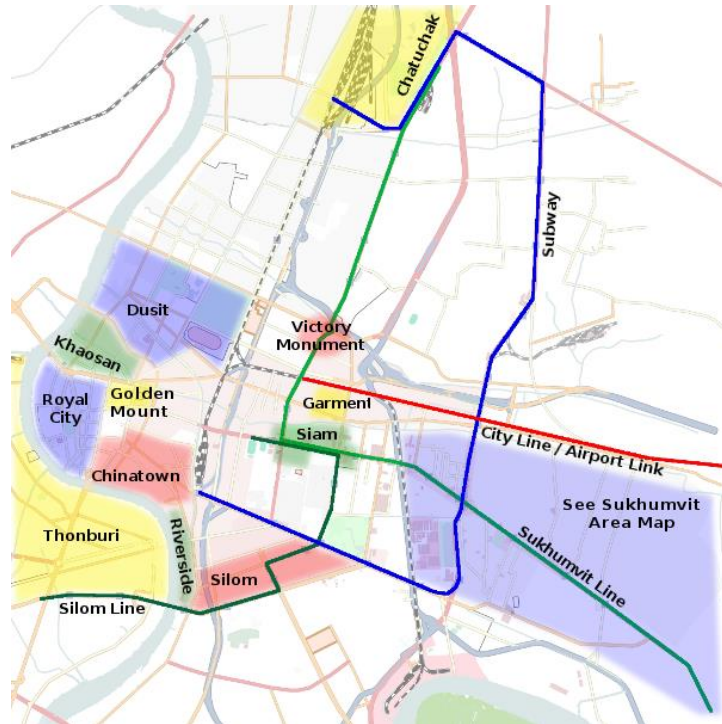 Chatuchak
Subway
Dusit
Victory
Monument
Khaosan
Royal
City
Golden
Mount
Garment
Siam
City Line / Airport Link
Chinatown
See Sukhumvit
Area Map
Thonburi
Riverside
Sukhumvit Line
Silom
Silom Line